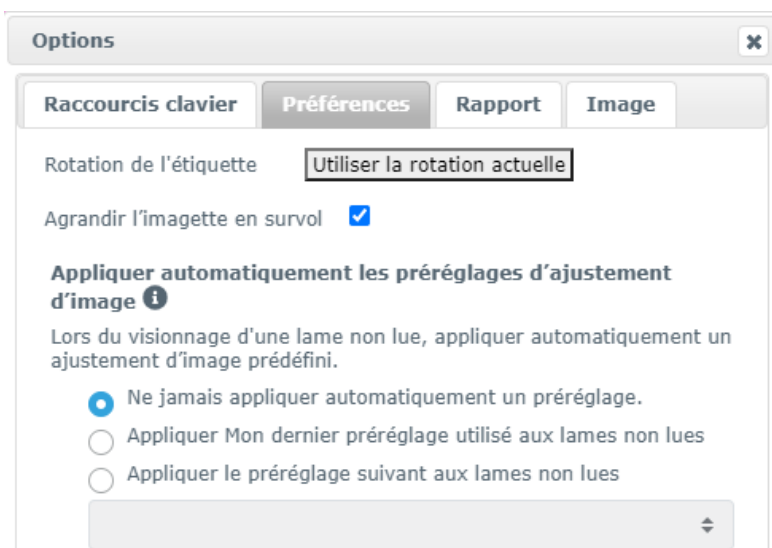 Options
Raccourcis clavier Préférences Rapport Image
Rotation de l'étiquette Utiliser la rotation actuelle
Agrandir l’imagette en survol
Appliquer automatiquement les préréglages d’ajustement
d’image
Lors du visionnage d'une lame non lue, appliquer automatiquement un
ajustement d’image prédéfini.
Ne jamais appliquer automatiquement un préréglage.
Appliquer Mon dernier préréglage utilisé aux lames non lues
Appliquer le préréglage suivant aux lames non lues